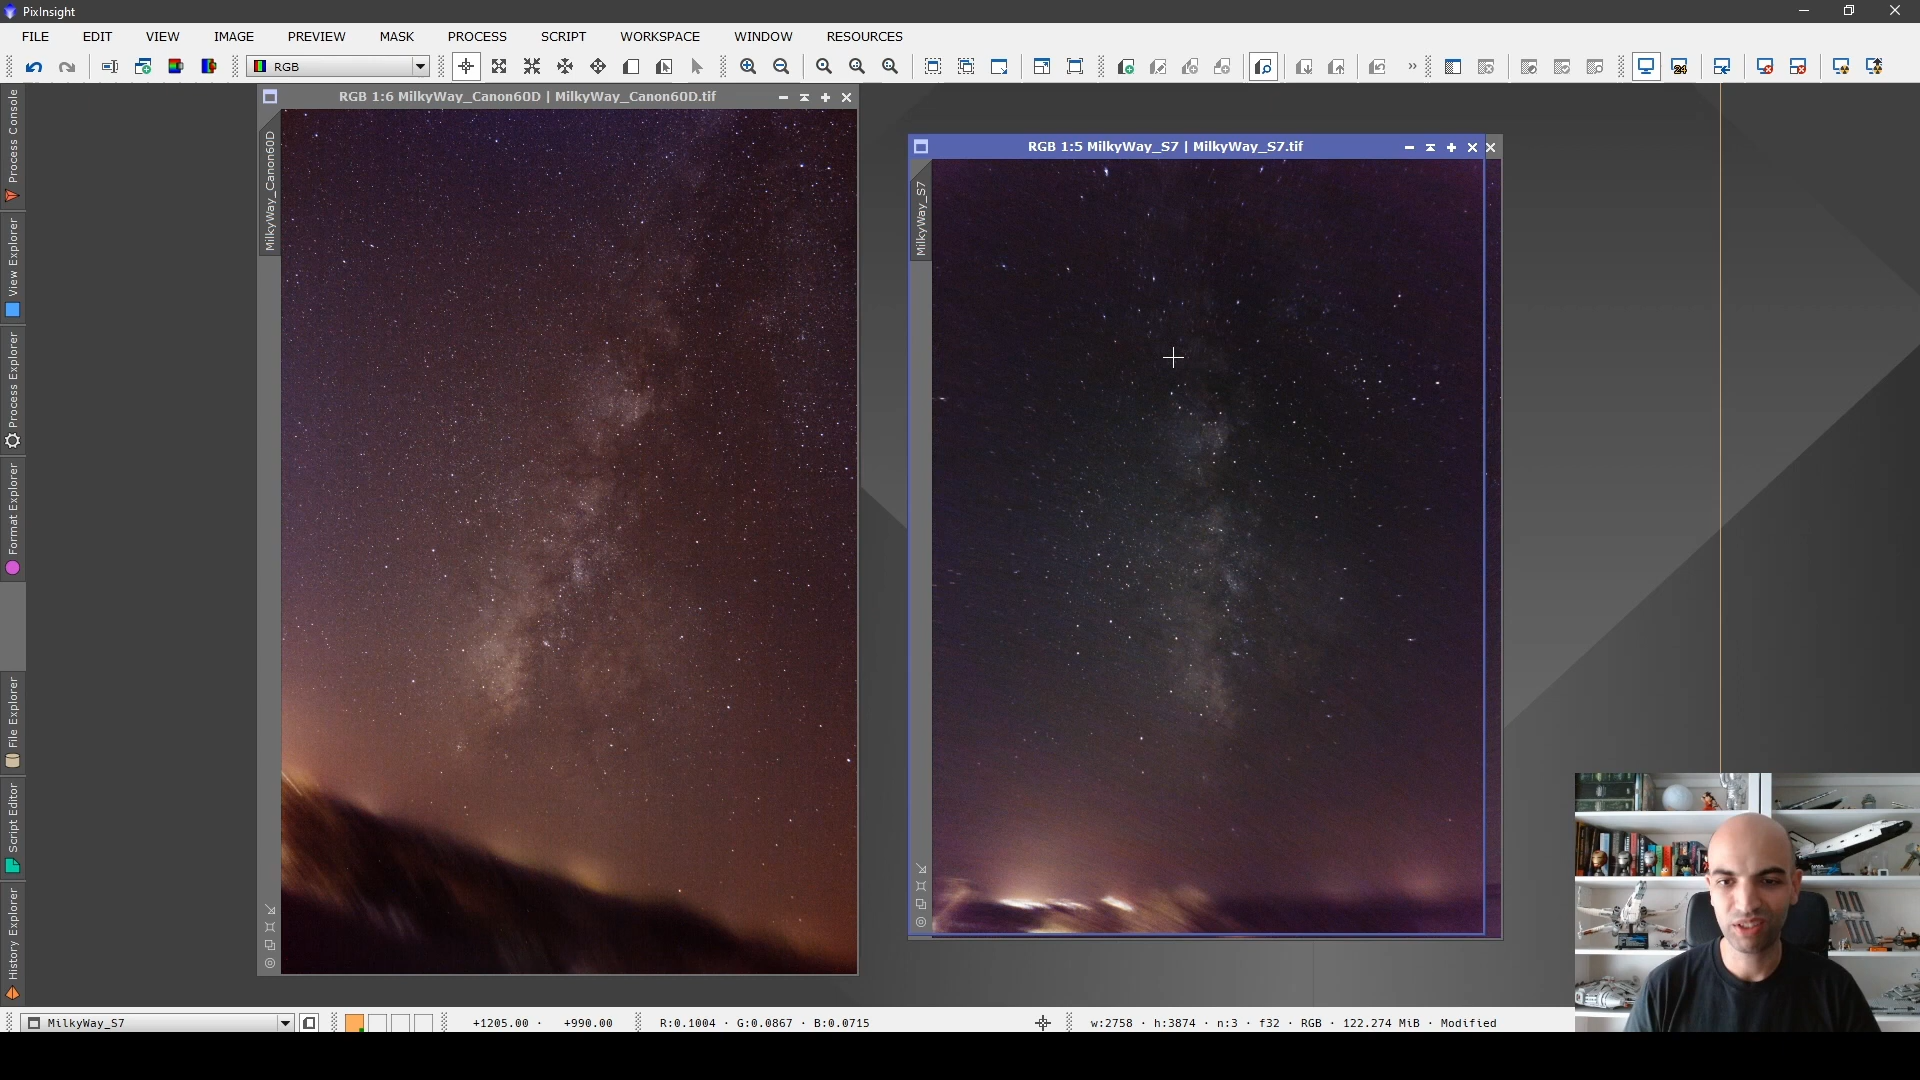 PixInsight
FILE EDIT VIEW IMAGE PREVIEW MASK PROCESS SCRIPT WORKSPACE WINDOW RESOURCES
RGB
24
Process Console
View Explorer
Process Explorer
Format Explorer
File Explorer
Script Editor
History Explorer
RGB 1:6 MilkyWay_Canon60D | MilkyWay_Canon60D.tif
MilkyWay_Canon60D
RGB 1:5 MilkyWay_S7 | MilkyWay_S7.tif
MilkyWay_S7
MilkyWay_S7
+1205.00 · +990.00
R:0.1004 · G:0.0867 · B:0.0715
w:2758 · h:3874 · n:3 · f32 · RGB · 122.274 MiB · Modified